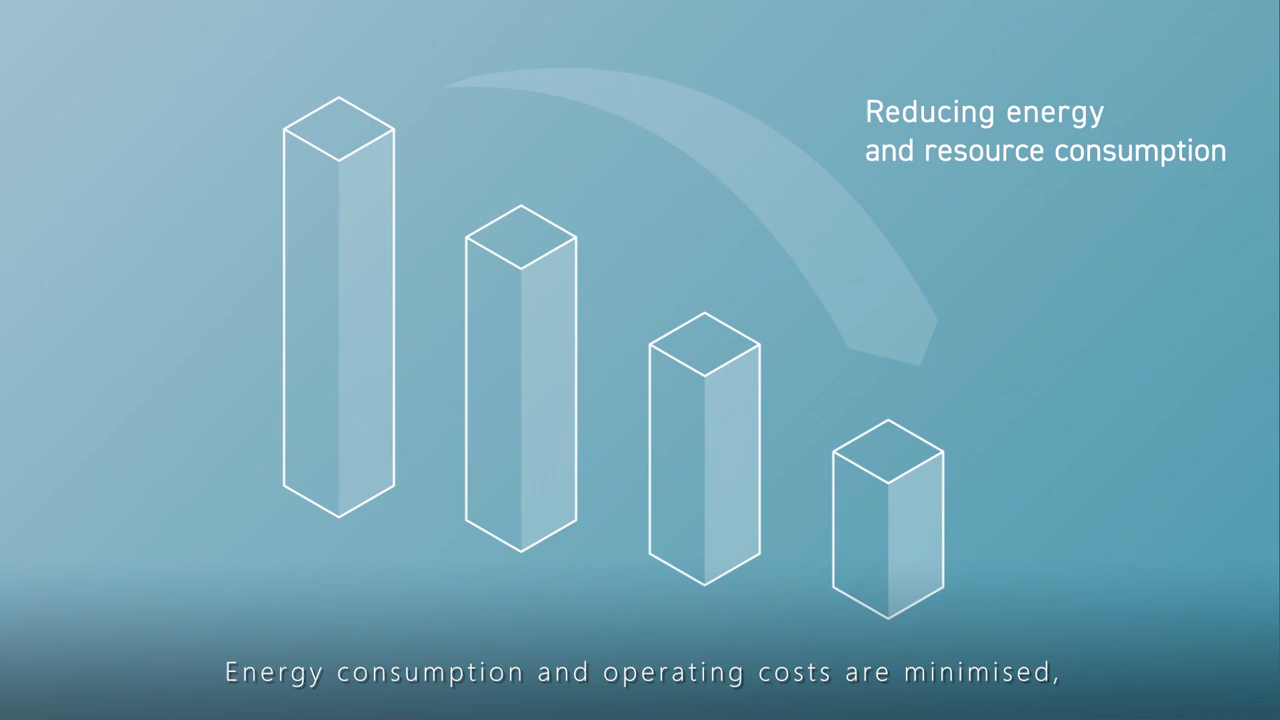 Reducing energy
and resource consumption
Energy consumption and operating costs are minimised,